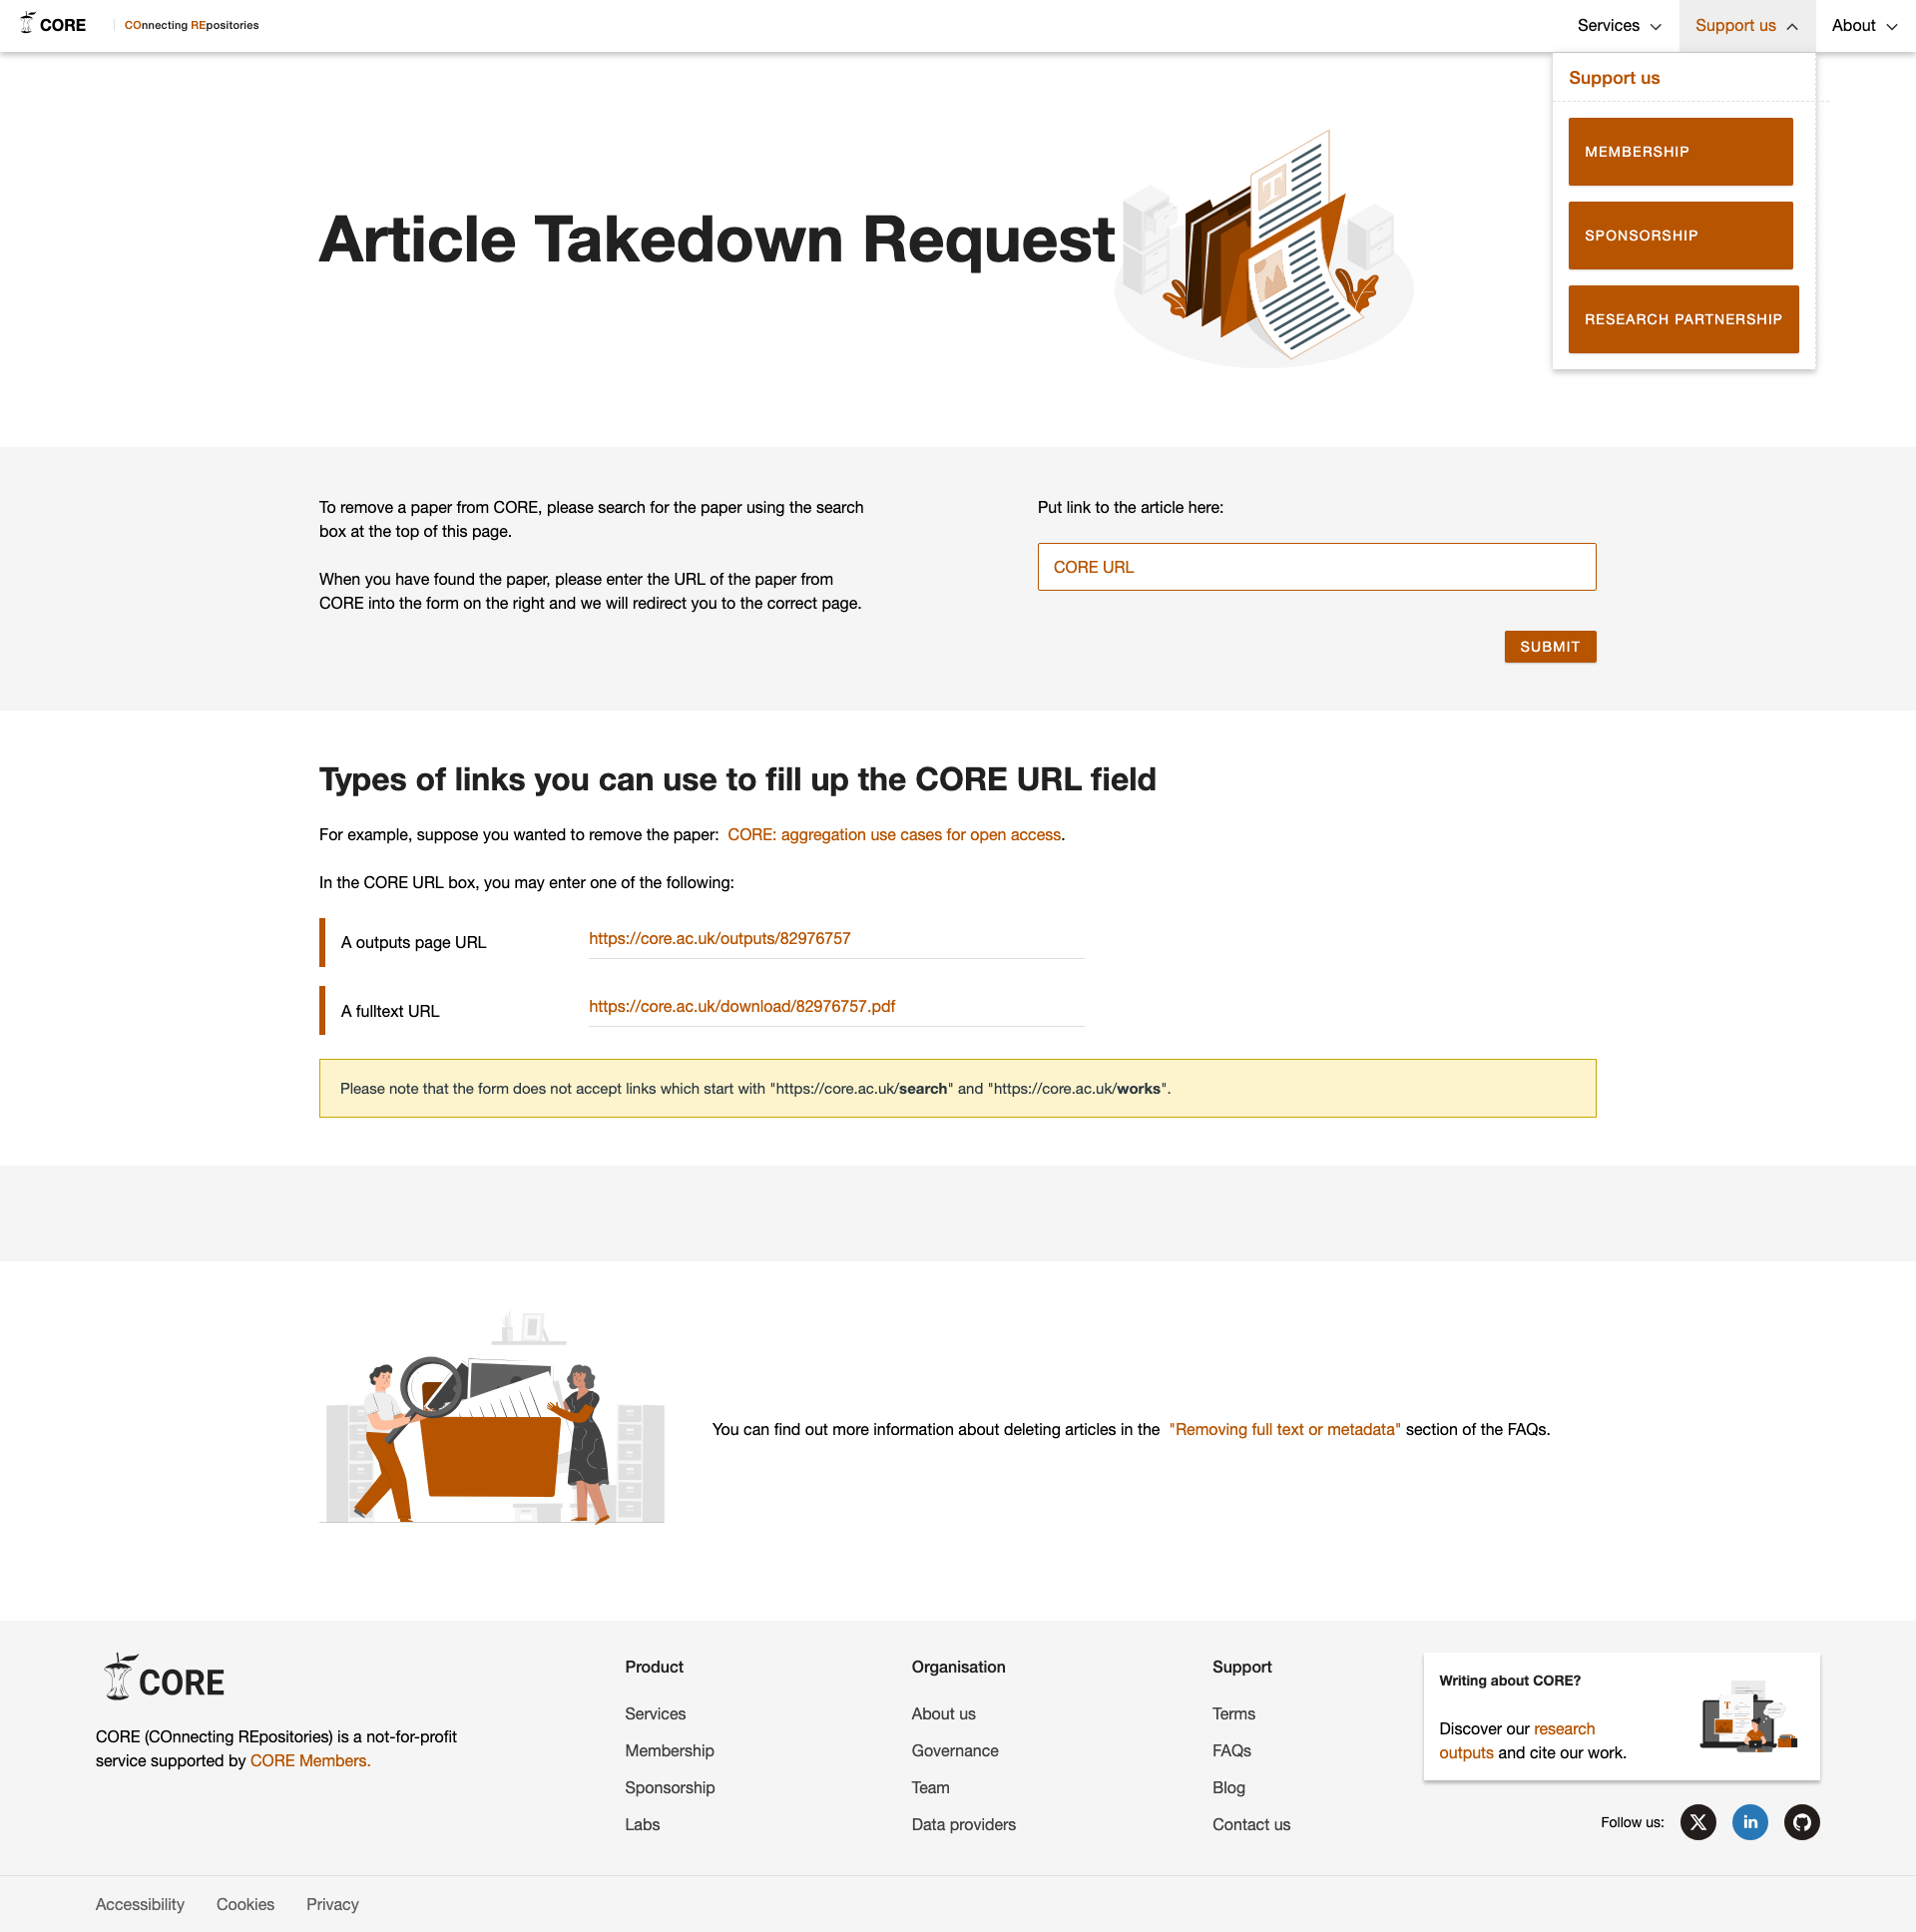 CORE
COnnecting REpositories
Services
Support us
About
Support us
MEMBERSHIP
SPONSORSHIP
RESEARCH PARTNERSHIP
Article Takedown Request
To remove a paper from CORE, please search for the paper using the search
box at the top of this page.
When you have found the paper, please enter the URL of the paper from
CORE into the form on the right and we will redirect you to the correct page.
Put link to the article here:
CORE URL
SUBMIT
Types of links you can use to fill up the CORE URL field
For example, suppose you wanted to remove the paper: CORE: aggregation use cases for open access.
In the CORE URL box, you may enter one of the following:
A outputs page URL
https://core.ac.uk/outputs/82976757
A fulltext URL
https://core.ac.uk/download/82976757.pdf
Please note that the form does not accept links which start with "https://core.ac.uk/search" and "https://core.ac.uk/works".
You can find out more information about deleting articles in the "Removing full text or metadata" section of the FAQs.
CORE
CORE (COnnecting REpositories) is a not-for-profit
service supported by CORE Members.
Product
Services
Membership
Sponsorship
Labs
Organisation
About us
Governance
Team
Data providers
Support
Terms
FAQs
Blog
Contact us
Writing about CORE?
Discover our research
outputs and cite our work.
Follow us:
Accessibility
Cookies
Privacy